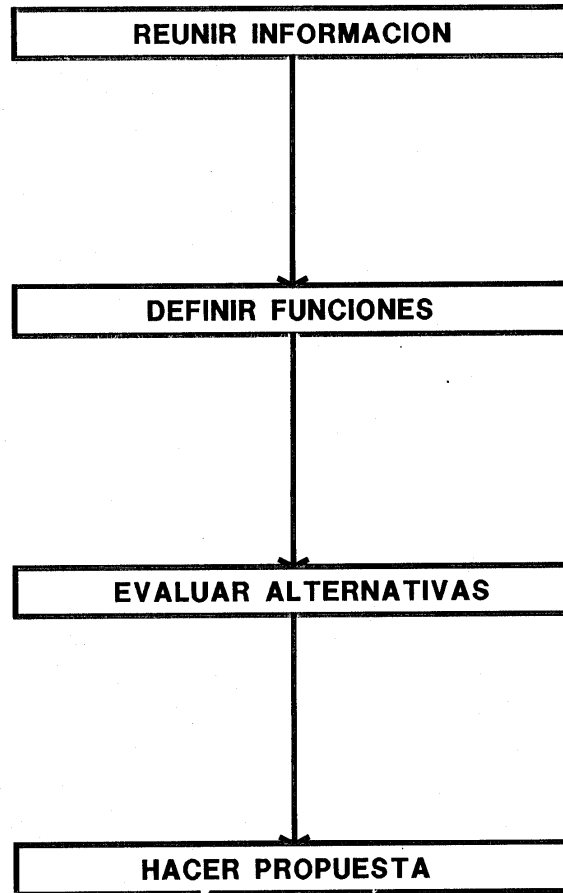 REUNIR INFORMACION
DEFINIR FUNCIONES
EVALUAR ALTERNATIVAS
HACER PROPUESTA